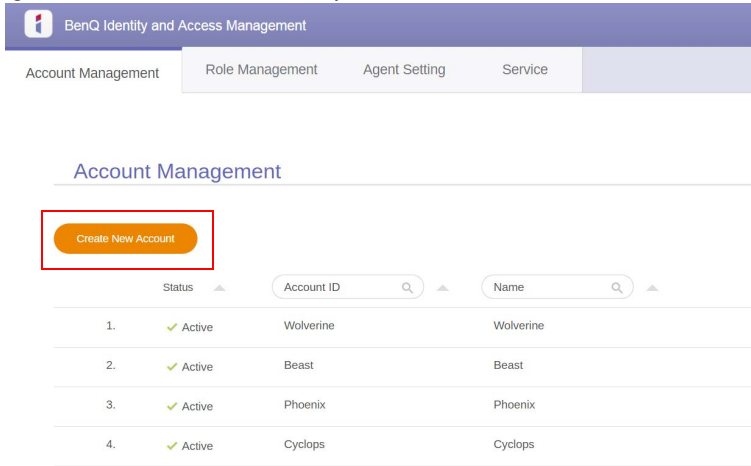 BenQ Identity and Access Management
Account Management Role Management Agent Setting Service
Account Management
Create New Account
Status Account ID Name
1. Active Wolverine Wolverine
2. Active Beast Beast
3. Active Phoenix Phoenix
4. Active Cyclops Cyclops